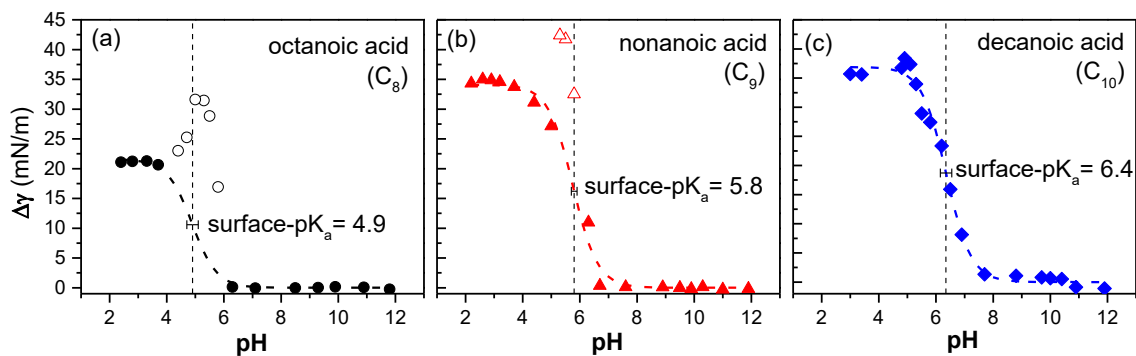 Δγ (mN/m)
45
40
35
30
25
20
15
10
5
0
(a)
octanoic acid
(C8)
surface-pKa= 4.9
2 4 6 8 10 12
pH
(b)
nonanoic acid
(C9)
surface-pKa= 5.8
2 4 6 8 10 12
pH
(c)
decanoic acid
(C10)
surface-pKa= 6.4
2 4 6 8 10 12
pH